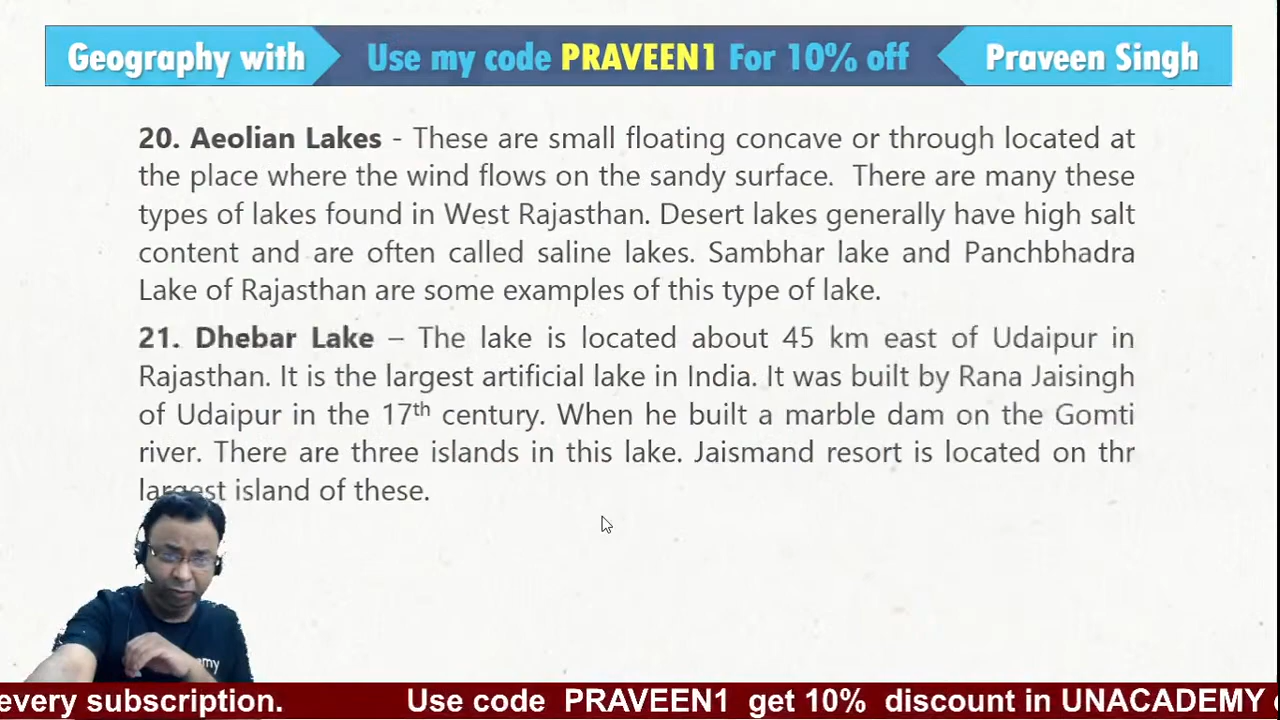 Geography with
Use my code PRAVEEN1 For 10% off
Praveen Singh
20. Aeolian Lakes - These are small floating concave or through located at
the place where the wind flows on the sandy surface. There are many these
types of lakes found in West Rajasthan. Desert lakes generally have high salt
content and are often called saline lakes. Sambhar lake and Panchbhadra
Lake of Rajasthan are some examples of this type of lake.
21. Dhebar Lake – The lake is located about 45 km east of Udaipur in
Rajasthan. It is the largest artificial lake in India. It was built by Rana Jaisingh
of Udaipur in the 17th century. When he built a marble dam on the Gomti
river. There are three islands in this lake. Jaismand resort is located on thr
largest island of these.
every subscription. Use code PRAVEEN1 get 10% discount in UNACADEMY